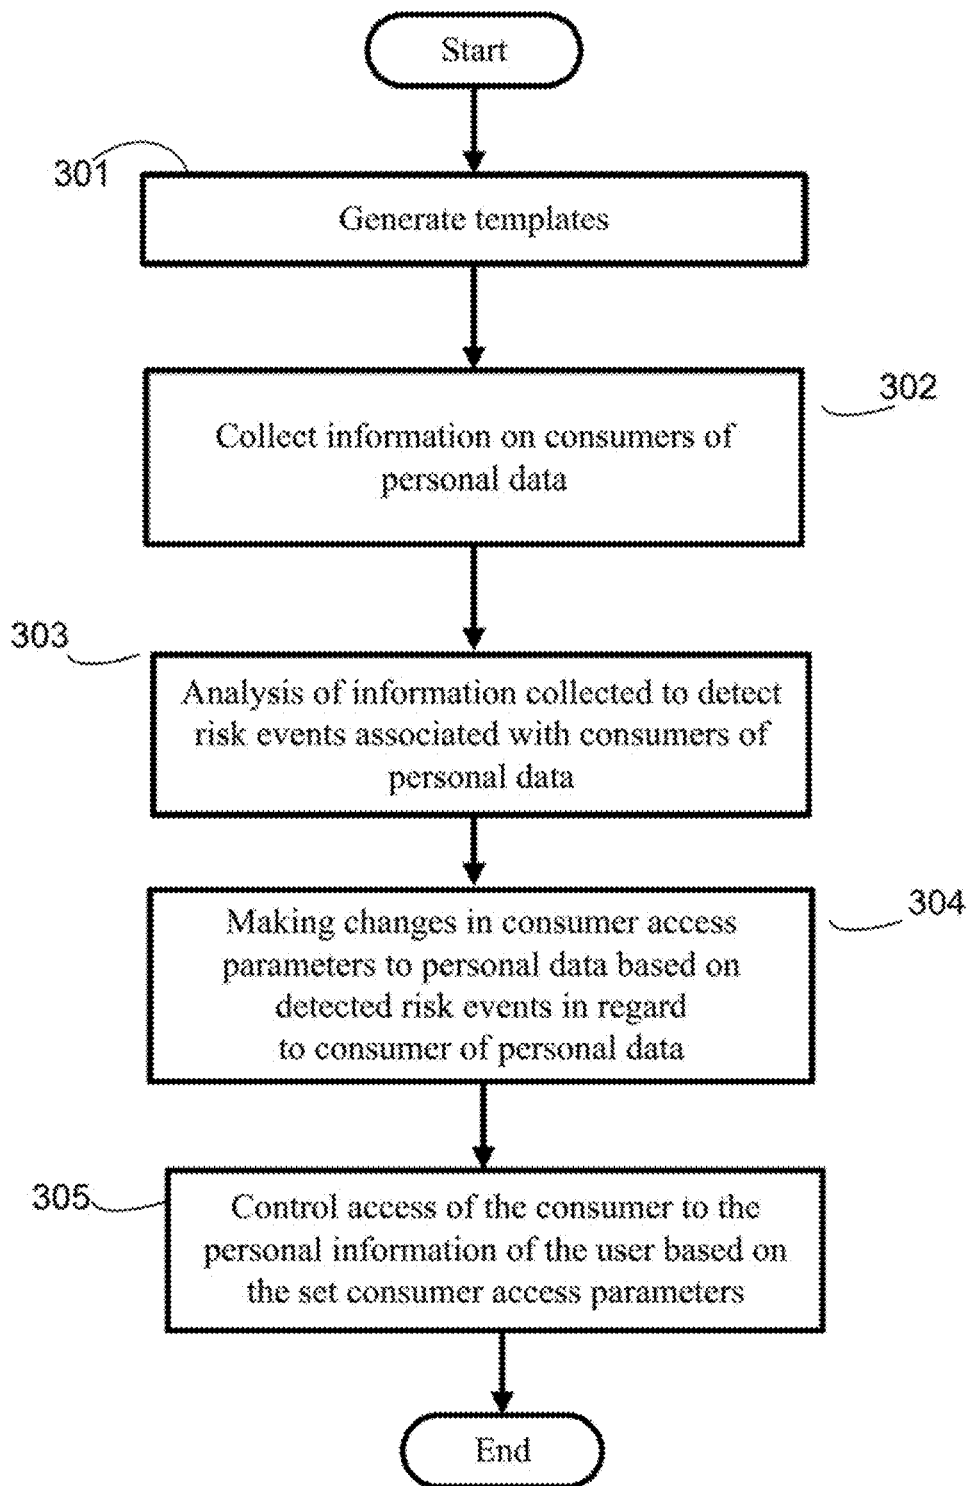 Start
301
Generate templates
302
Collect information on consumers of
personal data
303
Analysis of information collected to detect
risk events associated with consumers of
personal data
304
Making changes in consumer access
parameters to personal data based on
detected risk events in regard
to consumer of personal data
305
Control access of the consumer to the
personal information of the user based on
the set consumer access parameters
End